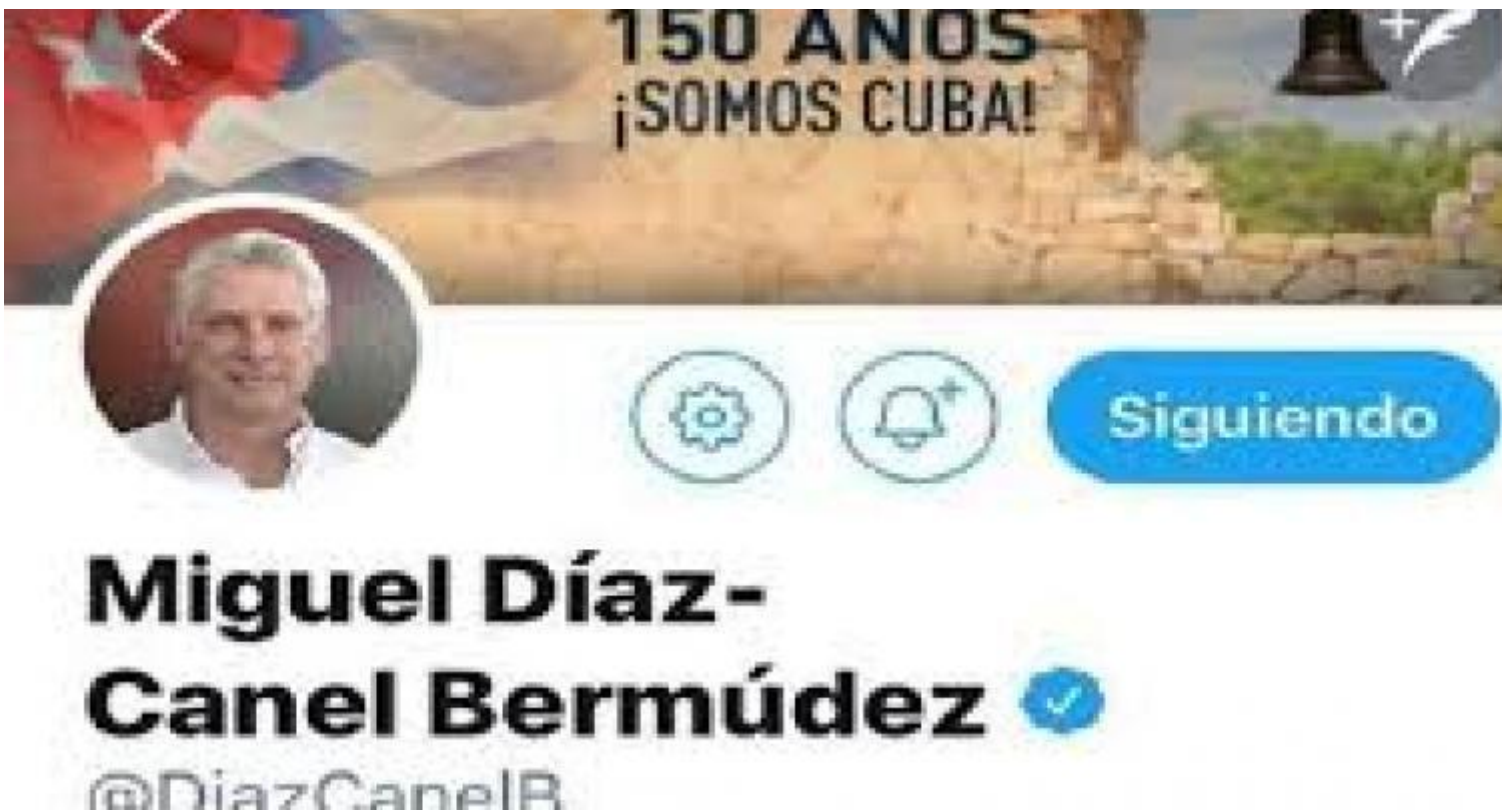 150 AÑOS
¡SOMOS CUBA!
Siguiendo
Miguel Díaz-
Canel Bermúdez
@DiazCanelB